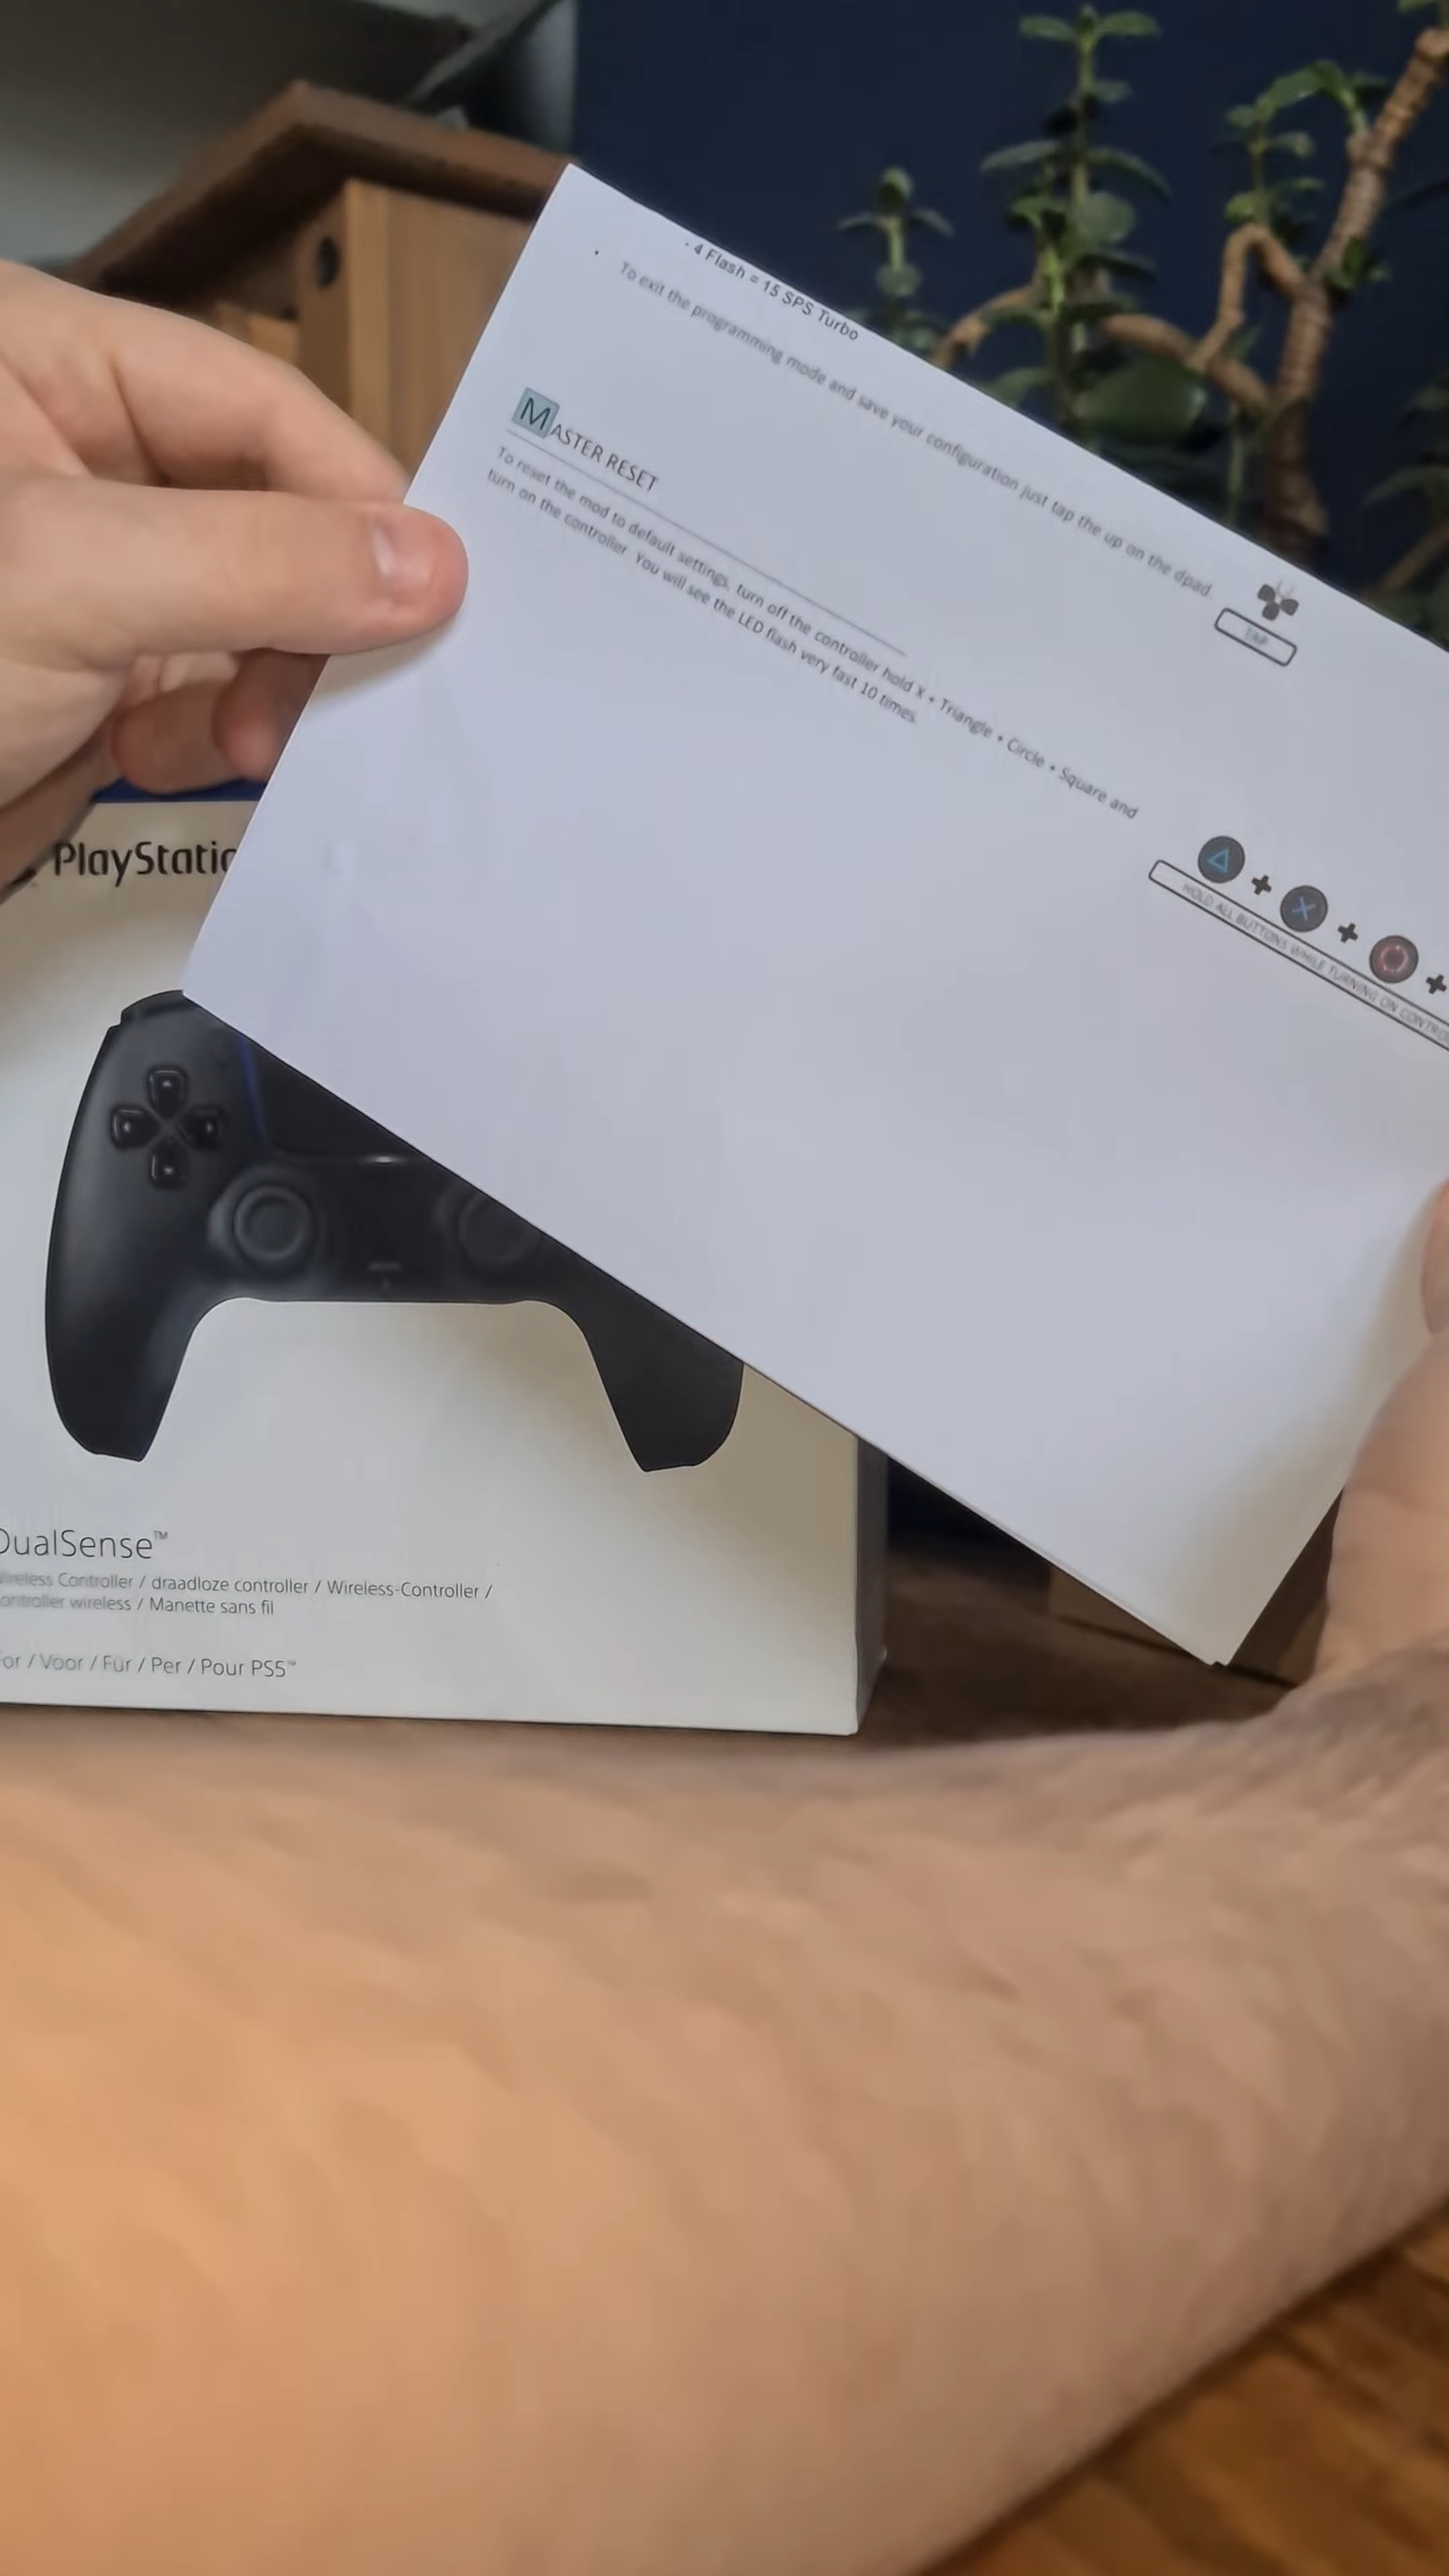 . 4 Flash = 15 SPS Turbo
. To exit the programming mode and save your configuration just tap the up on the dpad
TAP
MASTER RESET
To reset the mod to default settings, turn off the controller hold X + Triangle + Circle + Square and
turn on the controller. You will see the LED flash very fast 10 times.
+ + +
HOLD ALL BUTTONS WHILE TURNING ON CONTRO
PlayStatio
DualSense™
Wireless Controller / draadloze controller / Wireless-Controller /
ontroller wireless / Manette sans fil
For / Voor / Für / Per / Pour PS5™